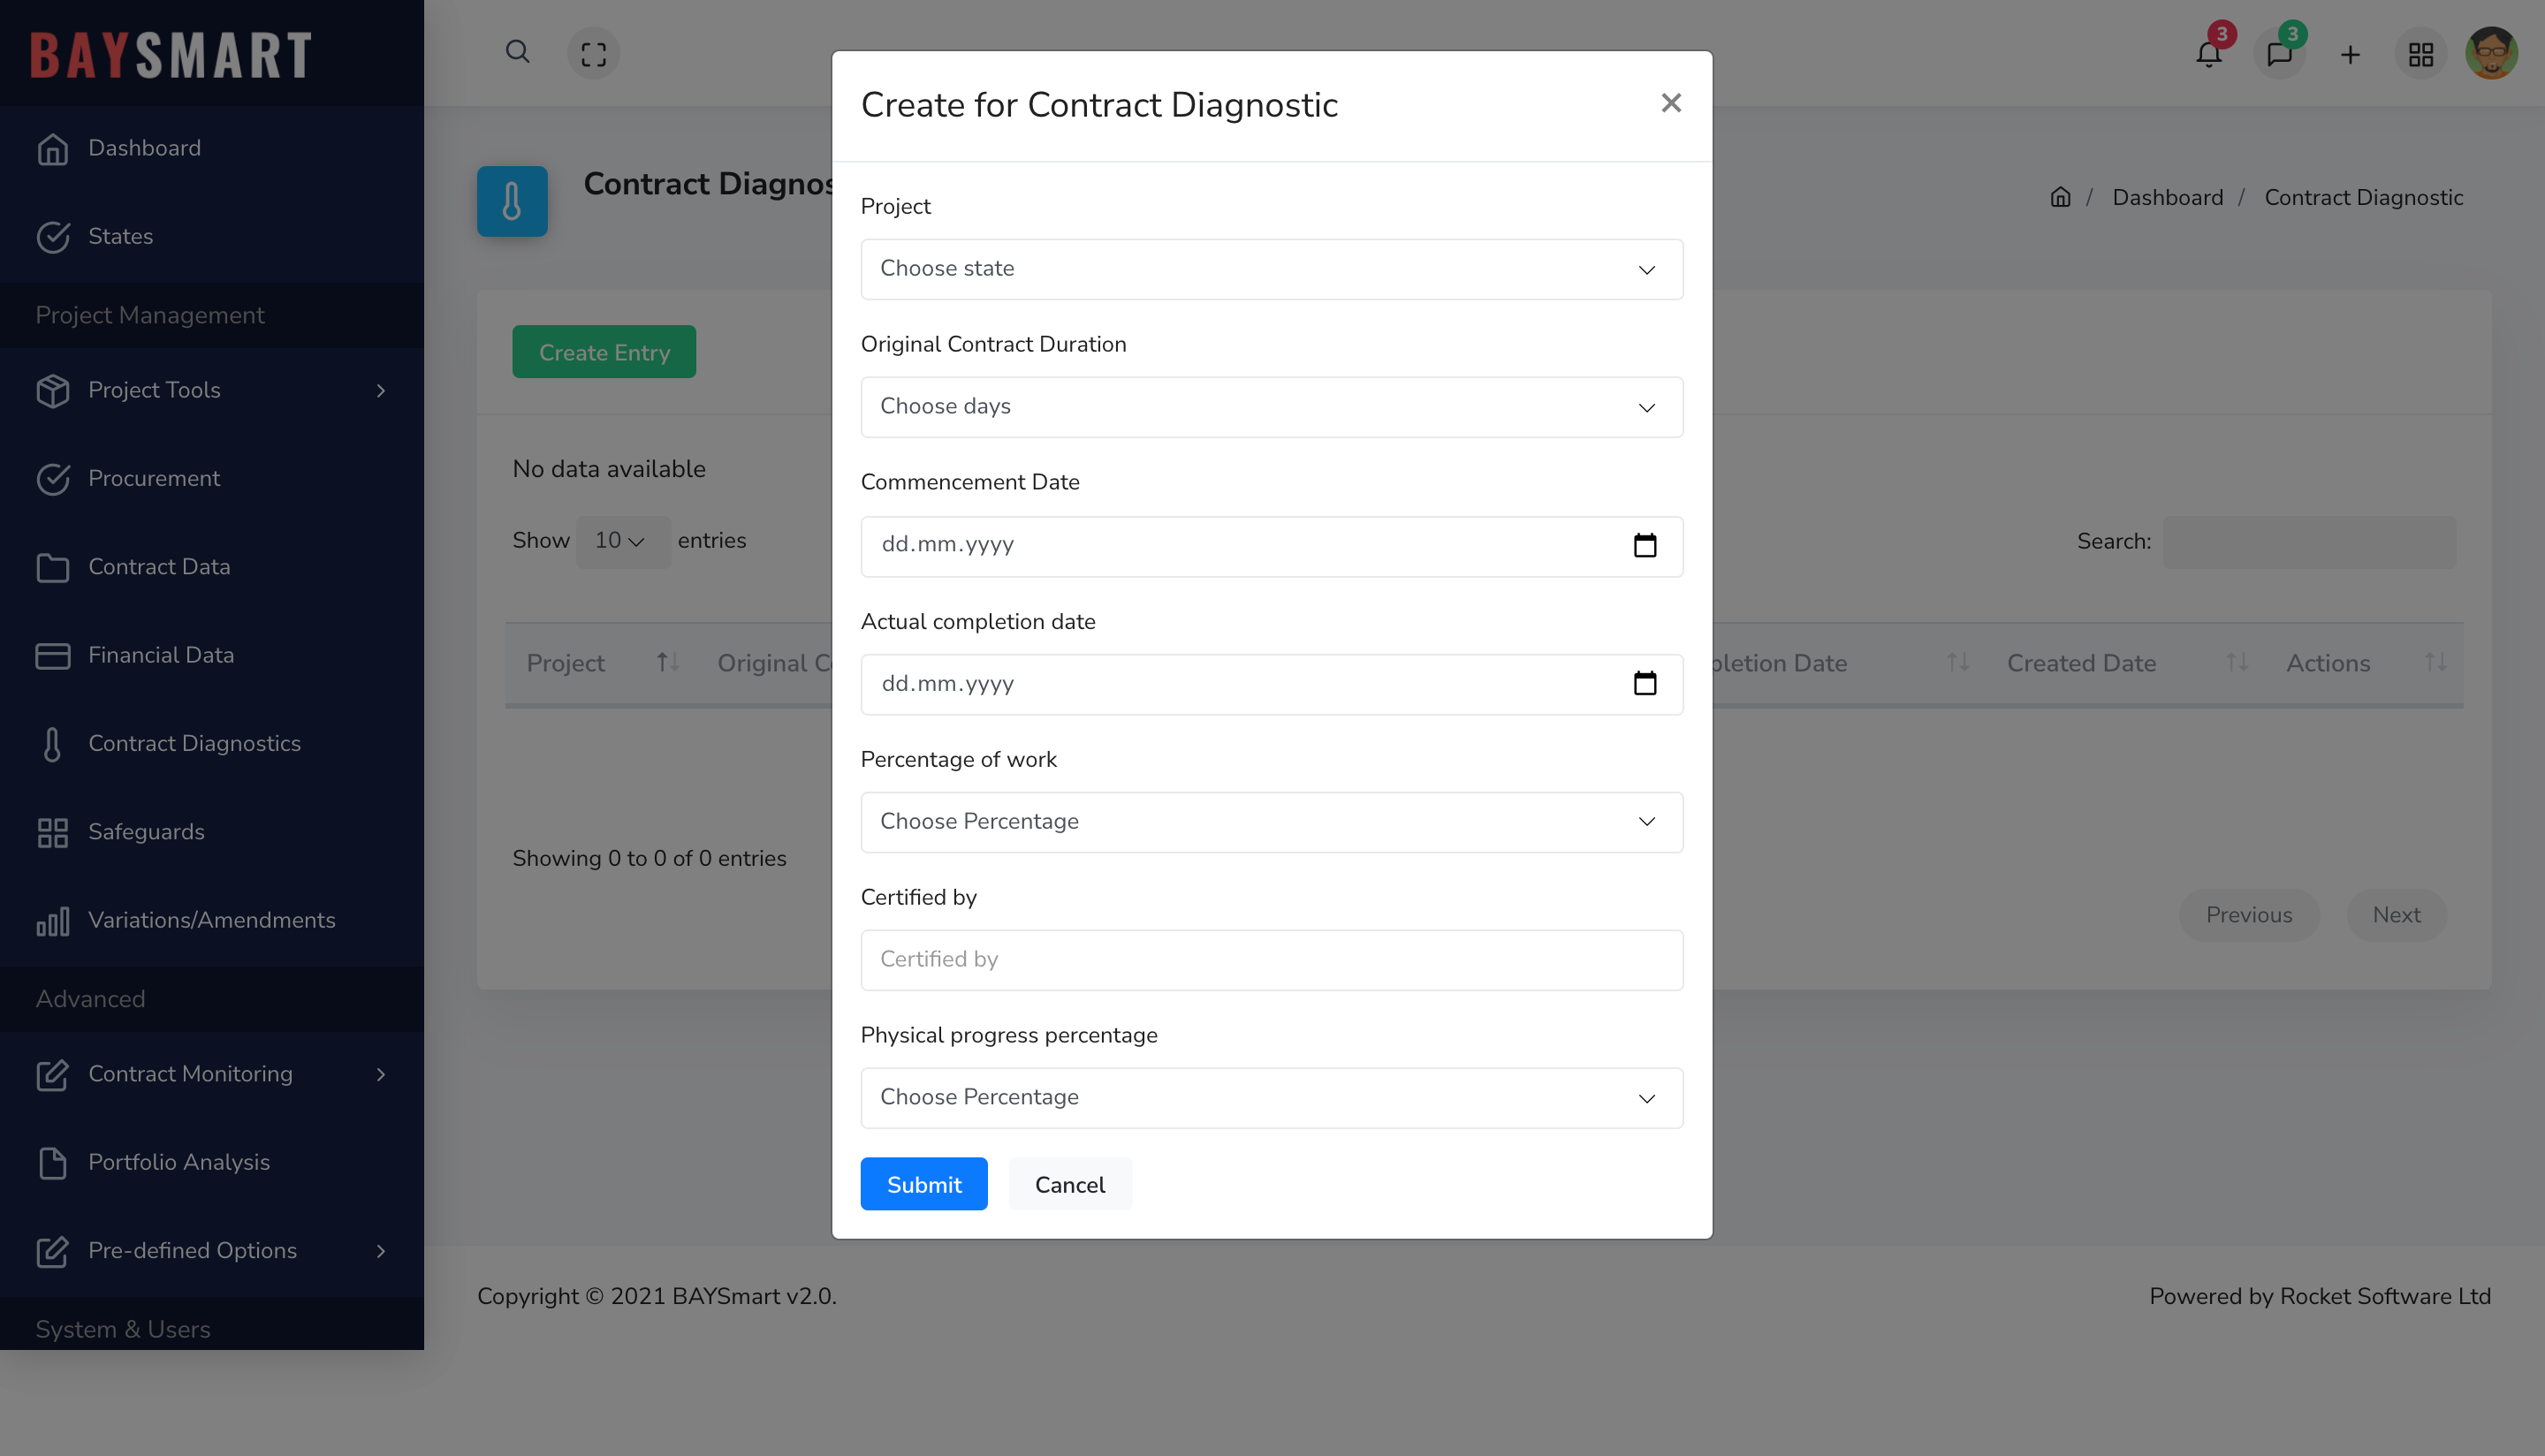 BAYSMART
Dashboard
States
Project Management
Project Tools
Procurement
Contract Data
Financial Data
Contract Diagnostics
Safeguards
Variations/Amendments
Advanced
Contract Monitoring
Portfolio Analysis
Pre-defined Options
System & Users
3
3
Contract Diagnos
Dashboard / Contract Diagnostic
Create Entry
No data available
Show 10 entries
Search:
Project
Original C
pletion Date
Created Date
Actions
Showing 0 to 0 of 0 entries
Previous
Next
Create for Contract Diagnostic
Project
Choose state
Original Contract Duration
Choose days
Commencement Date
dd.mm.yyyy
Actual completion date
dd.mm.yyyy
Percentage of work
Choose Percentage
Certified by
Certified by
Physical progress percentage
Choose Percentage
Submit
Cancel
Copyright © 2021 BAYSmart v2.0.
Powered by Rocket Software Ltd